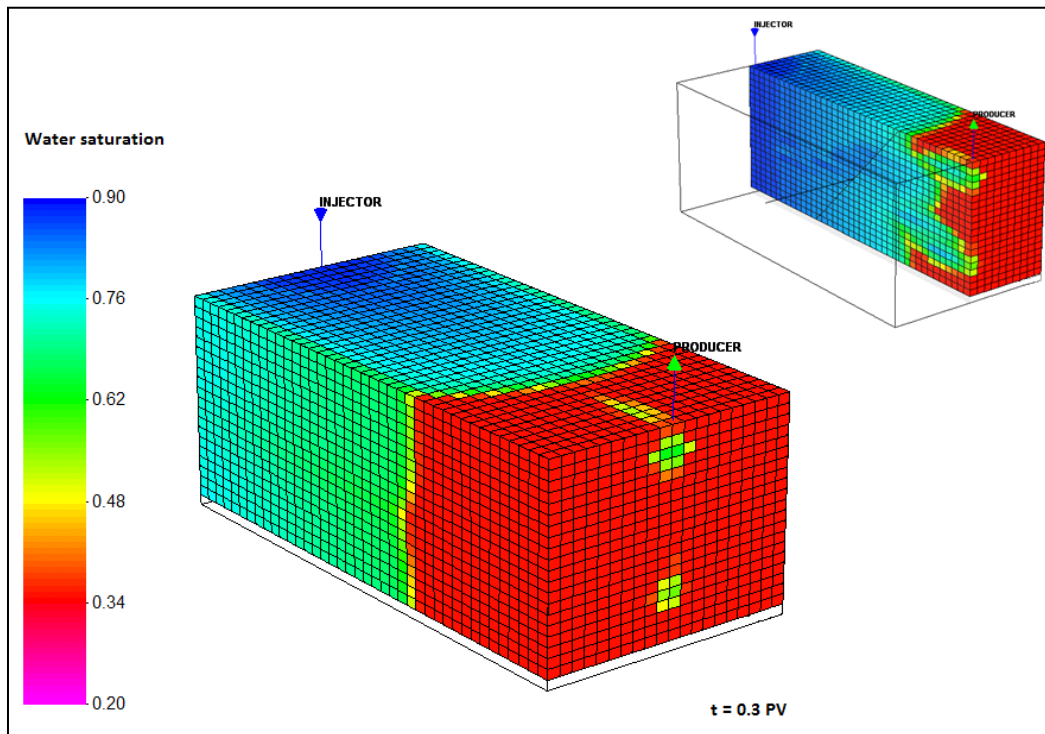 INJECTOR
PRODUCER
Water saturation
0.90
0.76
0.62
0.48
0.34
0.20
INJECTOR
PRODUCER
t = 0.3 PV